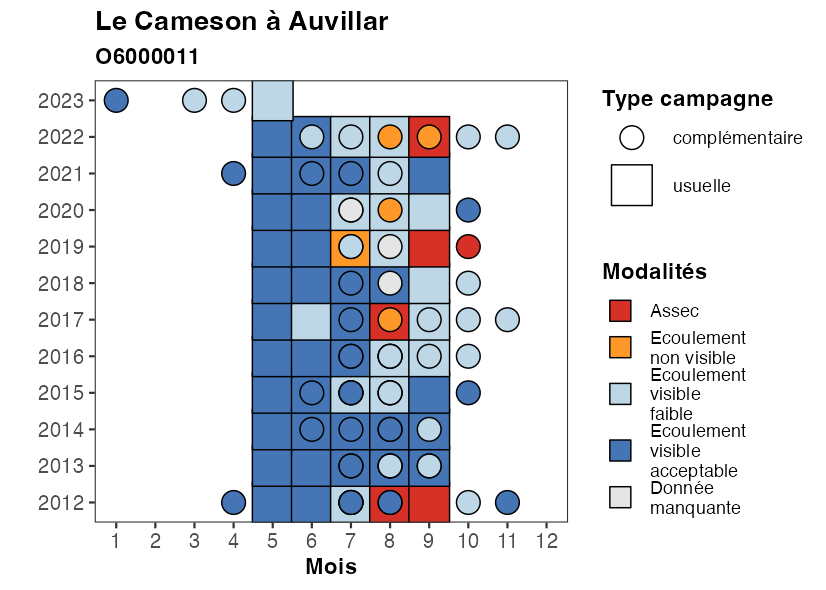 Le Cameson à Auvillar
O6000011
2023
2022
2021
2020
2019
2018
2017
2016
2015
2014
2013
2012
1 2 3 4 5 6 7 8 9 10 11 12
Mois
Type campagne
complémentaire
usuelle
Modalités
Assec
Ecoulement
non visible
Ecoulement
visible
faible
Ecoulement
visible
acceptable
Donnée
manquante